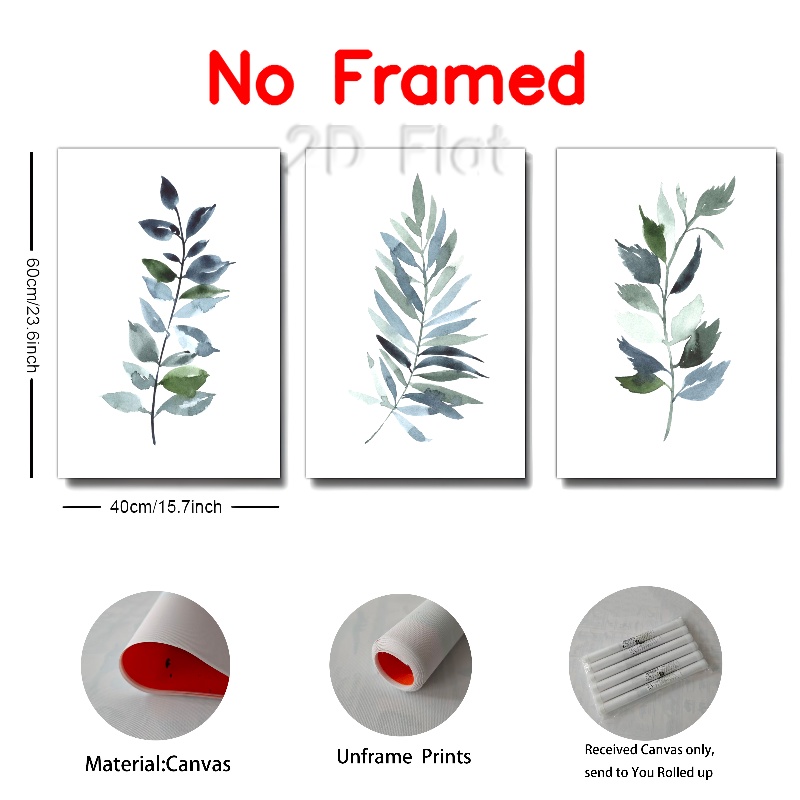 No Framed
2D Flat
60cm/23.6inch
40cm/15.7inch
Material:Canvas
Unframe Prints
Received Canvas only,
send to You Rolled up